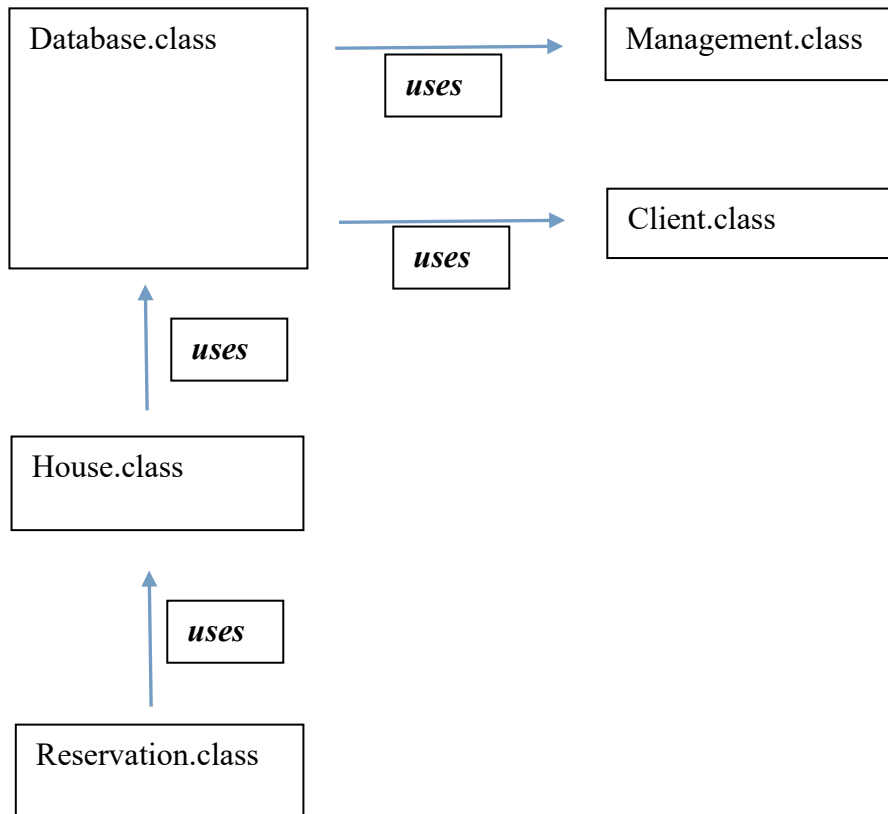 Database.class
Management.class
uses
Client.class
uses
uses
House.class
uses
Reservation.class